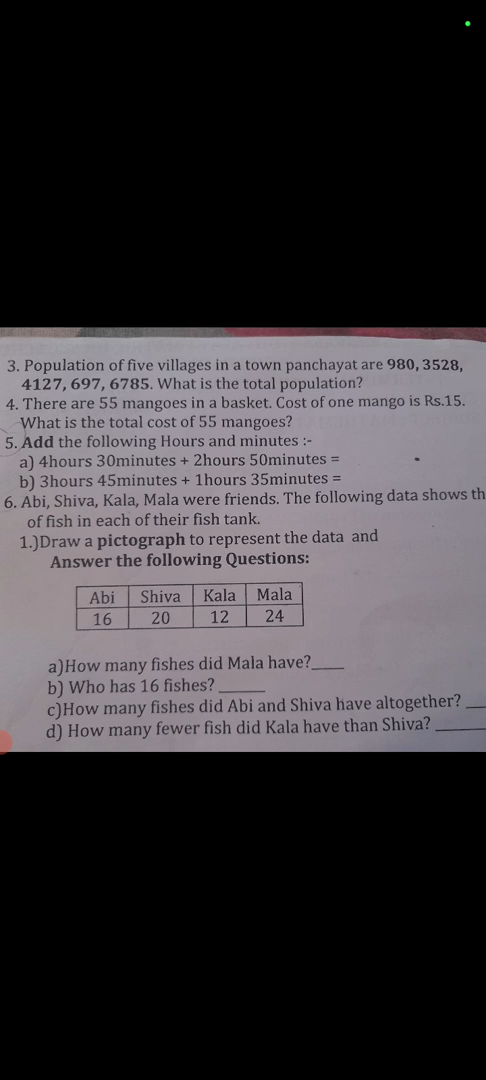 3. Population of five villages in a town panchayat are 980, 3528,
4127, 697, 6785. What is the total population?
4. There are 55 mangoes in a basket. Cost of one mango is Rs.15.
What is the total cost of 55 mangoes?
5. Add the following Hours and minutes :-
a) 4hours 30minutes + 2hours 50minutes =
b) 3hours 45minutes + 1hours 35minutes =
6. Abi, Shiva, Kala, Mala were friends. The following data shows th
of fish in each of their fish tank.
1.)Draw a pictograph to represent the data and
Answer the following Questions:
Abi Shiva Kala Mala
16 20 12 24
a)How many fishes did Mala have?____
b) Who has 16 fishes? ______
c)How many fishes did Abi and Shiva have altogether? __
d) How many fewer fish did Kala have than Shiva? ______